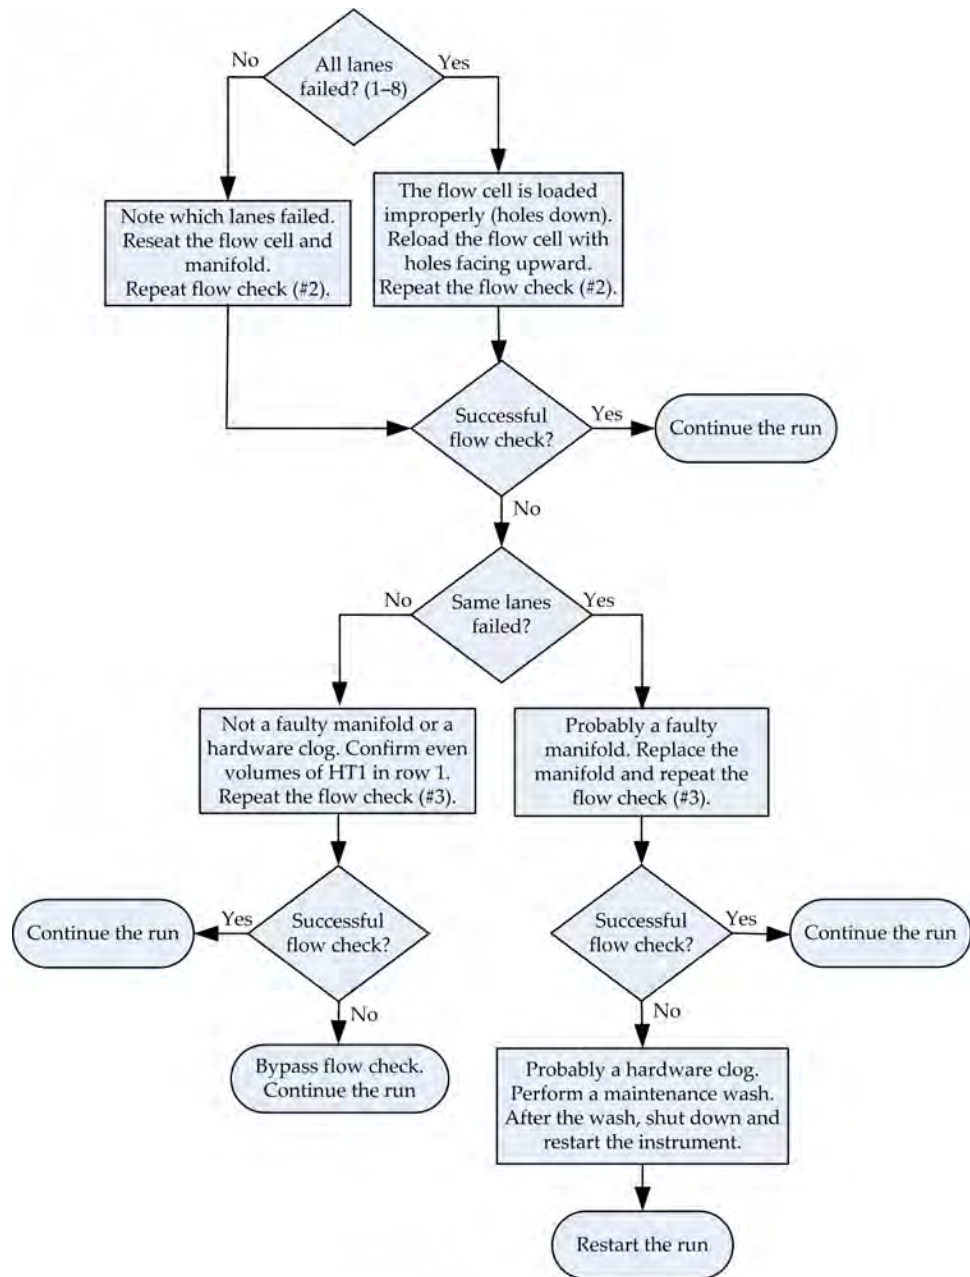 All lanes
failed? (1–8)
No
Yes
Note which lanes failed.
Reseat the flow cell and
manifold.
Repeat flow check (#2).
The flow cell is loaded
improperly (holes down).
Reload the flow cell with
holes facing upward.
Repeat the flow check (#2).
Successful
flow check?
Yes
Continue the run
No
Same lanes
failed?
No
Yes
Not a faulty manifold or a
hardware clog. Confirm even
volumes of HT1 in row 1.
Repeat the flow check (#3).
Probably a faulty
manifold. Replace the
manifold and repeat the
flow check (#3).
Continue the run
Yes
Successful
flow check?
No
Bypass flow check.
Continue the run
Successful
flow check?
Yes
Continue the run
No
Probably a hardware clog.
Perform a maintenance wash.
After the wash, shut down and
restart the instrument.
Restart the run